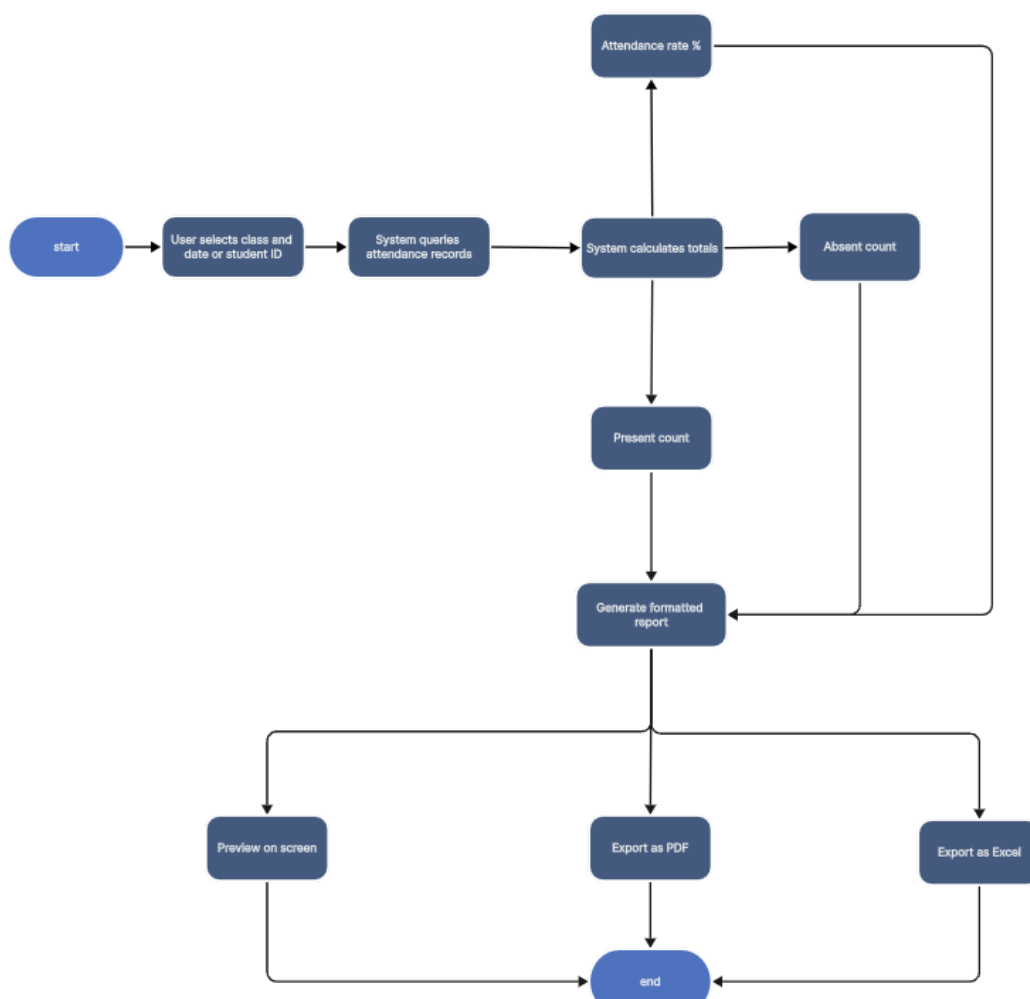 Attendance rate %
start
User selects class and
date or student ID
System queries
attendance records
System calculates totals
Absent count
Present count
Generate formatted
report
Preview on screen
Export as PDF
Export as Excel
end